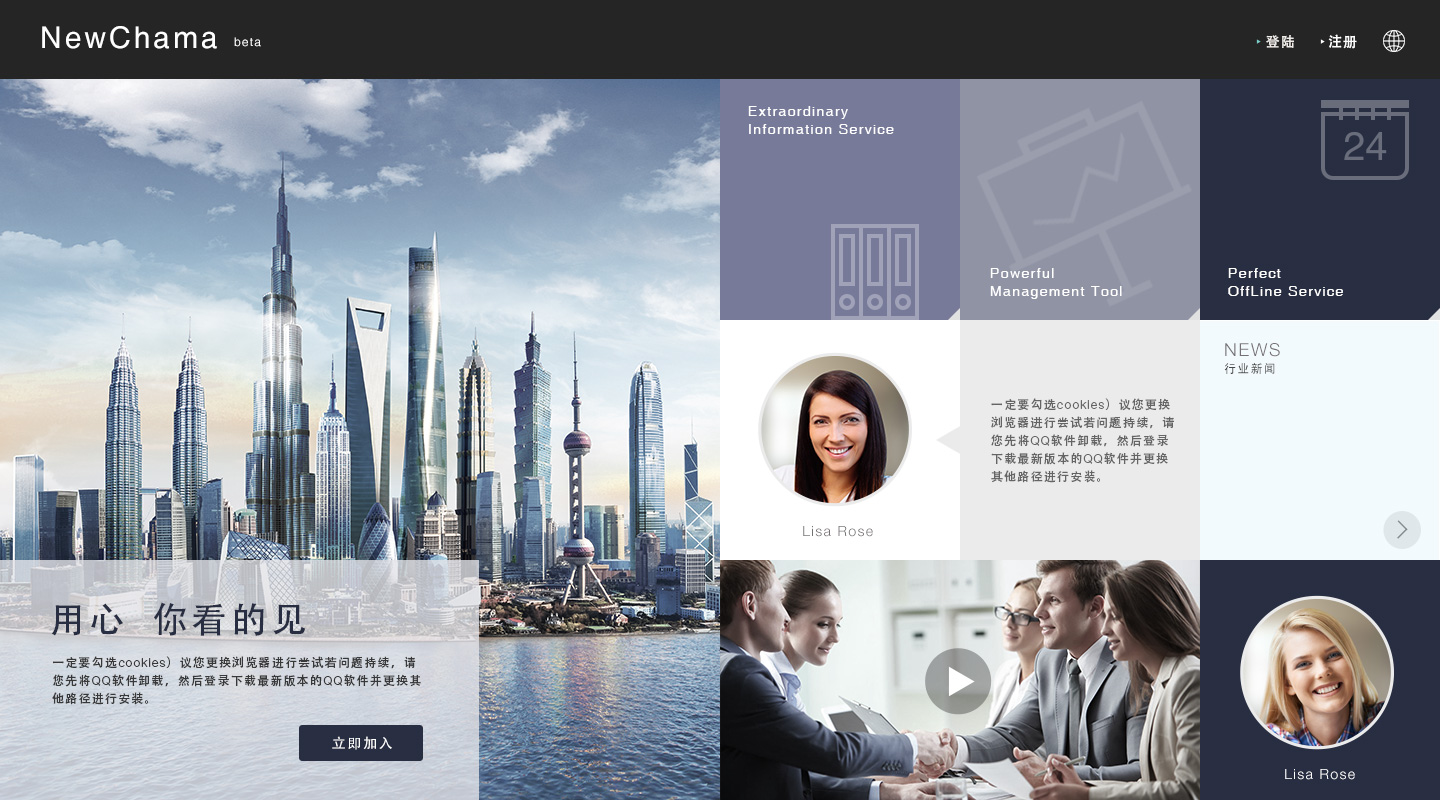 NewChama beta
登陆
注册
Extraordinary
Information Service
24
Powerful
Management Tool
Perfect
OffLine Service
Lisa Rose
一定要勾选cookies）议您更换
浏览器进行尝试若问题持续，请
您先将QQ软件卸载，然后登录
下载最新版本的QQ软件并更换
其他路径进行安装。
NEWS
行业新闻
用心 你看的见
一定要勾选cookies）议您更换浏览器进行尝试若问题持续，请
您先将QQ软件卸载，然后登录下载最新版本的QQ软件并更换其
他路径进行安装。
立即加入
Lisa Rose